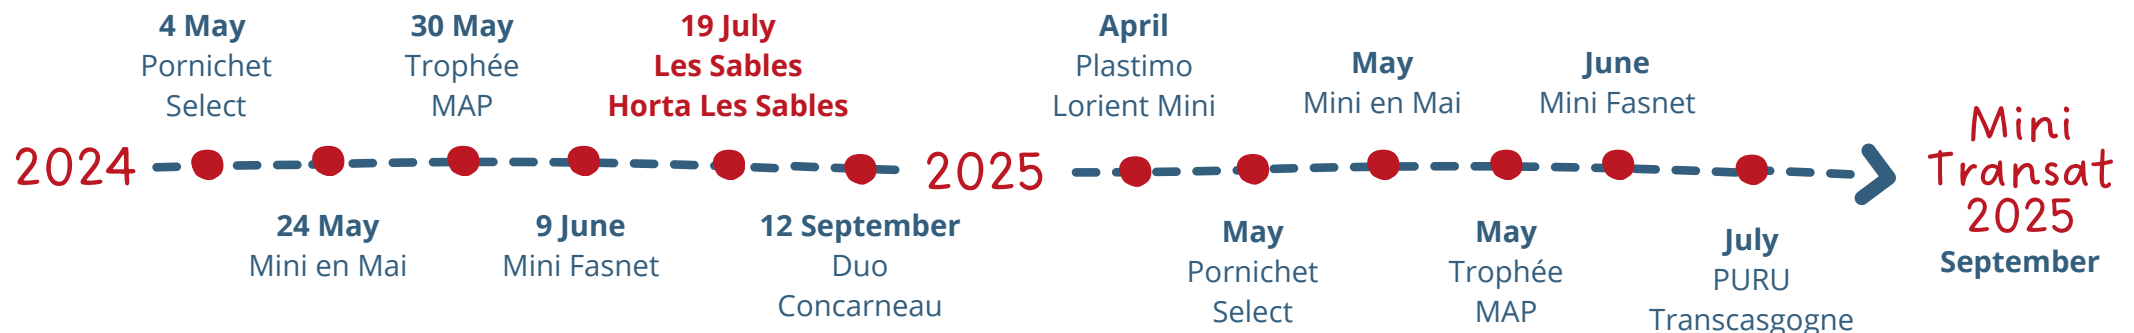 2024
4 May
Pornichet
Select
24 May
Mini en Mai
30 May
Trophée
MAP
9 June
Mini Fasnet
19 July
Les Sables
Horta Les Sables
12 September
Duo
Concarneau
2025
April
Plastimo
Lorient Mini
May
Pornichet
Select
May
Mini en Mai
May
Trophée
MAP
June
Mini Fasnet
July
PURU
Transcasgogne
Mini
Transat
2025
September